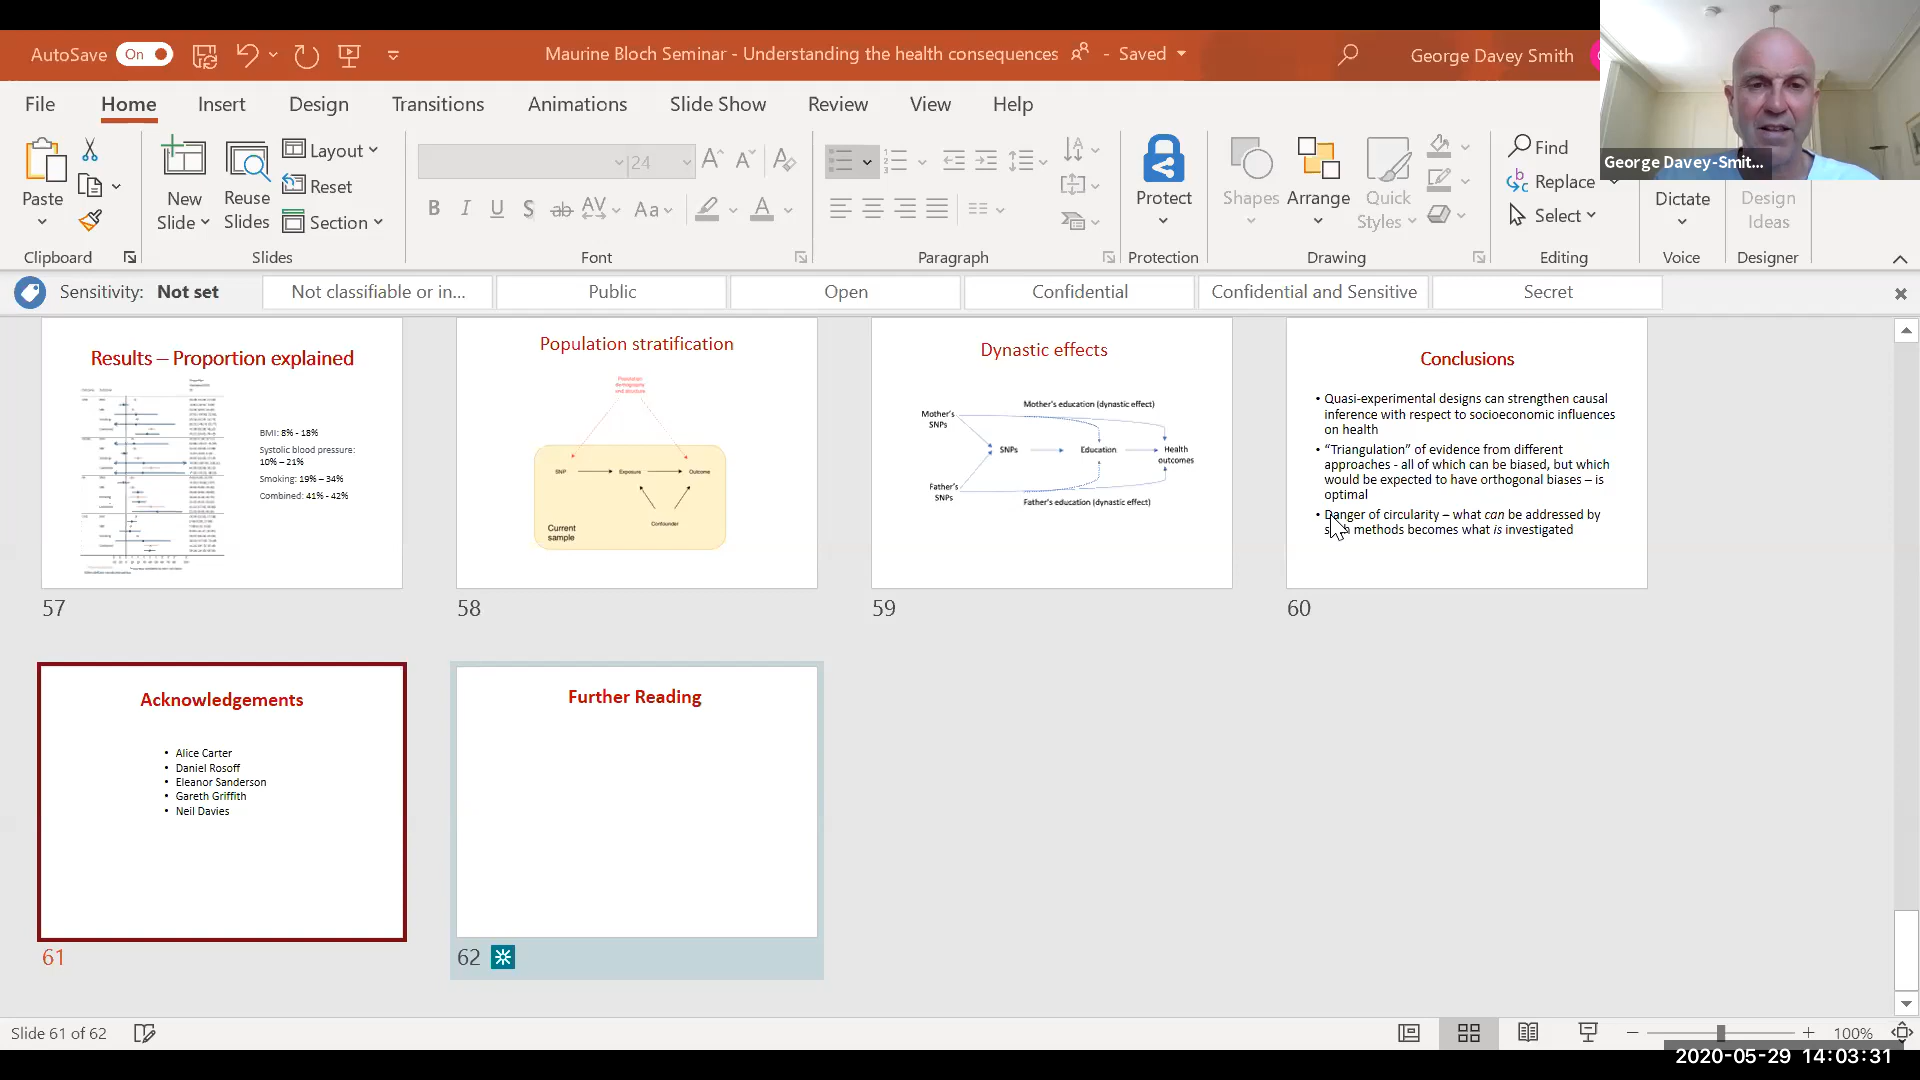 AutoSave On
Maurine Bloch Seminar - Understanding the health consequences - Saved
George Davey Smith
File Home Insert Design Transitions Animations Slide Show Review View Help
Paste
New Slide
Reuse Slides
Layout
Reset
Section
24
B I U S ab AV Aa A
Protect
Shapes
Arrange
Quick Styles
Find
Replace
Select
Dictate
Design Ideas
George Davey-Smit...
Clipboard Slides Font Paragraph Protection Drawing Editing Voice Designer
Sensitivity: Not set
Not classifiable or in...
Public
Open
Confidential
Confidential and Sensitive
Secret
Results – Proportion explained
BMI: 8% - 18%
Systolic blood pressure:
10% – 21%
Smoking: 19% – 34%
Combined: 41% - 42%
57
Population stratification
Population
demography
and structure
SNP
Exposure
Outcome
Confounder
Current
sample
58
Dynastic effects
Mother's education (dynastic effect)
Mother's
SNPs
SNPs
Education
Health
outcomes
Father's
SNPs
Father's education (dynastic effect)
59
Conclusions
• Quasi-experimental designs can strengthen causal
inference with respect to socioeconomic influences
on health
• “Triangulation” of evidence from different
approaches - all of which can be biased, but which
would be expected to have orthogonal biases – is
optimal
• Danger of circularity – what can be addressed by
methods becomes what is investigated
60
Acknowledgements
• Alice Carter
• Daniel Rosoff
• Eleanor Sanderson
• Gareth Griffith
• Neil Davies
61
Further Reading
62
Slide 61 of 62
100%
2020-05-29 14:03:31